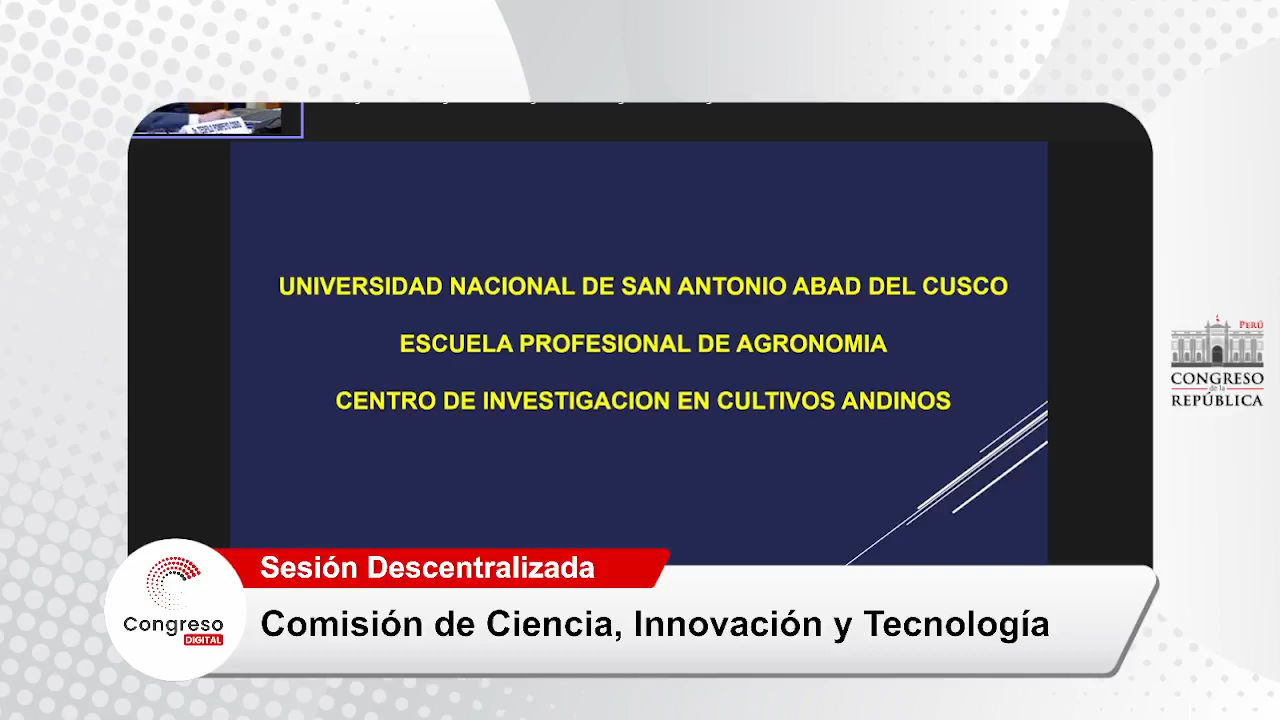 UNIVERSIDAD NACIONAL DE SAN ANTONIO ABAD DEL CUSCO
ESCUELA PROFESIONAL DE AGRONOMIA
CENTRO DE INVESTIGACION EN CULTIVOS ANDINOS
PERÚ
CONGRESO
de la
REPÚBLICA
Sesión Descentralizada
Congreso
DIGITAL
Comisión de Ciencia, Innovación y Tecnología